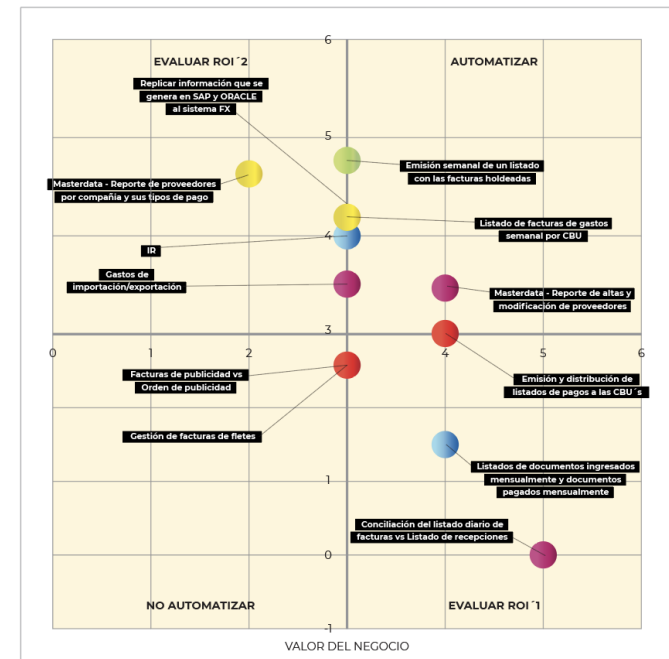 6
EVALUAR ROI´2
AUTOMATIZAR
Replicar información que se
genera en SAP y ORACLE
al sistema FX
5
Emisión semanal de un listado
con las facturas holdeadas
Masterdata - Reporte de proveedores
por compañia y sus tipos de pago
Listado de facturas de gastos
semanal por CBU
4
IR
Gastos de
importación/exportación
Masterdata - Reporte de altas y
modificación de proveedores
3
0
1
2
4
5
6
Facturas de publicidad vs
Orden de publicidad
Emisión y distribución de
listados de pagos a las CBU´s
Gestión de facturas de fletes
Listados de documentos ingresados
mensualmente y documentos
pagados mensualmente
1
Conciliación del listado diario de
facturas vs Listado de recepciones
0
NO AUTOMATIZAR
EVALUAR ROI´1
-1
VALOR DEL NEGOCIO